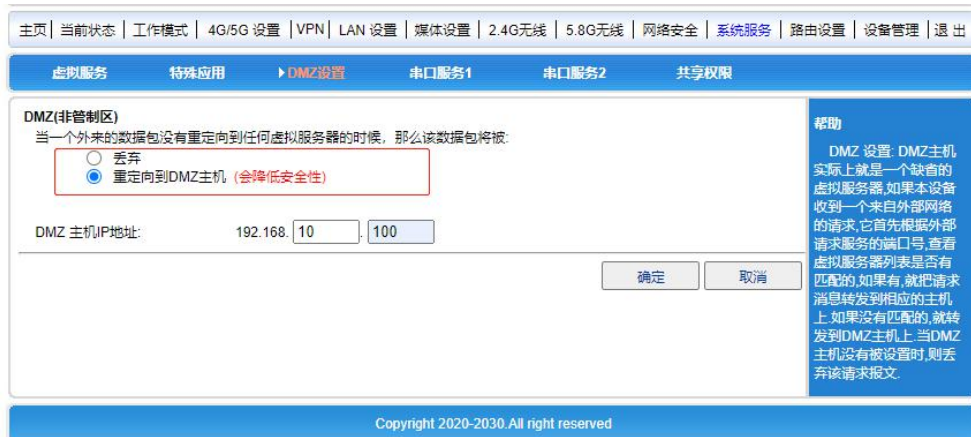 主页| 当前状态 | 工作模式 | 4G/5G 设置 |VPN| LAN 设置 | 媒体设置 | 2.4G无线 | 5.8G无线 | 网络安全 | 系统服务 | 路由设置 | 设备管理 |退 出
虚拟服务 特殊应用 DMZ设置 串口服务1 串口服务2 共享权限
DMZ(非管制区)
当一个外来的数据包没有重定向到任何虚拟服务器的时候，那么该数据包将被:
丢弃
重定向到DMZ主机（会降低安全性）
DMZ 主机IP地址: 192.168. 10 . 100
确定 取消
帮助
DMZ 设置: DMZ主机
实际上就是一个缺省的
虚拟服务器,如果本设备
收到一个来自外部网络
的请求,它首先根据外部
请求服务的端口号,查看
虚拟服务器列表是否有
匹配的,如果有,就把请求
消息转发到相应的主机
上.如果没有匹配的,就转
发到DMZ主机上.当DMZ
主机没有被设置时,则丢
弃该请求报文.
Copyright 2020-2030.All right reserved